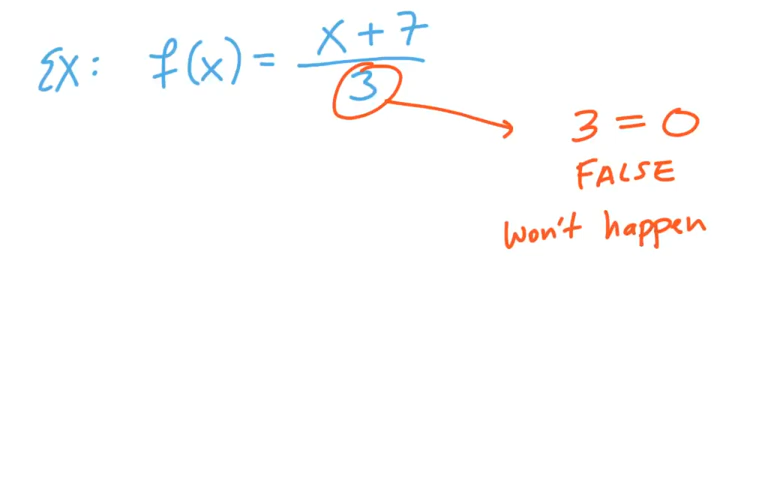 Ex: f(x) = x + 7 / 3
3 = 0
FALSE
won't happen